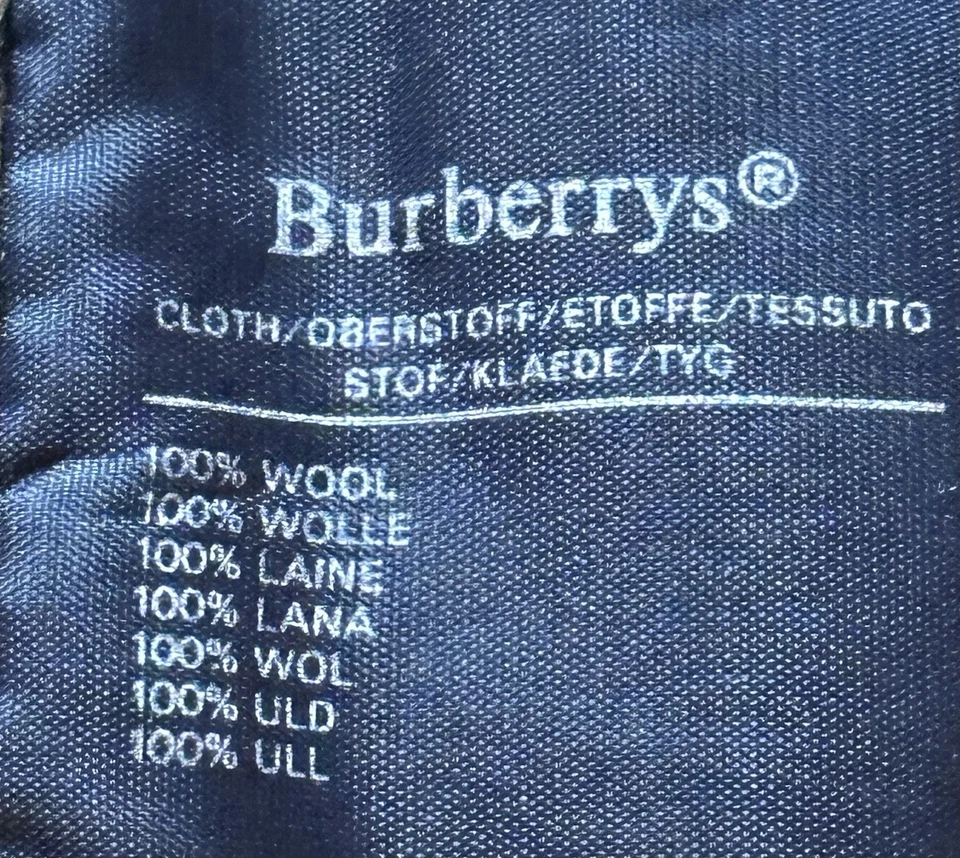 Burberrys®
CLOTH/OBERSTOFF/ETOFFE/TESSUTO
STOF/KLAEDE/TYG
100% WOOL
100% WOLLE
100% LAINE
100% LANA
100% WOL
100% ULD
100% ULL